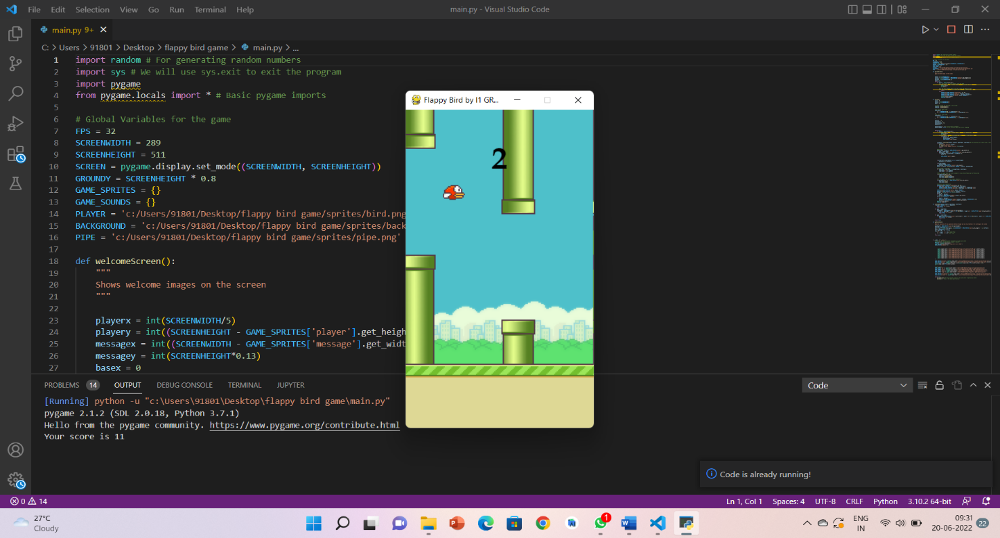 File Edit Selection View Go Run Terminal Help
main.py - Visual Studio Code
main.py 9+
C: > Users > 91801 > Desktop > flappy bird game > main.py > ...
1 import random # For generating random numbers
2 import sys # We will use sys.exit to exit the program
3 import pygame
4 from pygame.locals import * # Basic pygame imports
5
6 # Global Variables for the game
7 FPS = 32
8 SCREENWIDTH = 289
9 SCREENHEIGHT = 511
10 SCREEN = pygame.display.set_mode((SCREENWIDTH, SCREENHEIGHT))
11 GROUNDY = SCREENHEIGHT * 0.8
12 GAME_SPRITES = {}
13 GAME_SOUNDS = {}
14 PLAYER = 'c:/Users/91801/Desktop/flappy bird game/sprites/bird.png
15 BACKGROUND = 'c:/Users/91801/Desktop/flappy bird game/sprites/back
16 PIPE = 'c:/Users/91801/Desktop/flappy bird game/sprites/pipe.png'
17
18 def welcomeScreen():
19 """
20 Shows welcome images on the screen
21 """
22
23 playerx = int(SCREENWIDTH/5)
24 playery = int((SCREENHEIGHT - GAME_SPRITES['player'].get_heigh
25 messagex = int((SCREENWIDTH - GAME_SPRITES['message'].get_widt
26 messagey = int(SCREENHEIGHT*0.13)
27 basex = 0
Flappy Bird by I1 GR...
2
PROBLEMS 14 OUTPUT DEBUG CONSOLE TERMINAL JUPYTER
Code
[Running] python -u "c:\Users\91801\Desktop\flappy bird game\main.py"
pygame 2.1.2 (SDL 2.0.18, Python 3.7.1)
Hello from the pygame community. https://www.pygame.org/contribute.html
Your score is 11
Code is already running!
0 14
Ln 1, Col 1 Spaces: 4 UTF-8 CRLF Python 3.10.2 64-bit
27°C
Cloudy
1
ENG
IN
09:31
20-06-2022
22